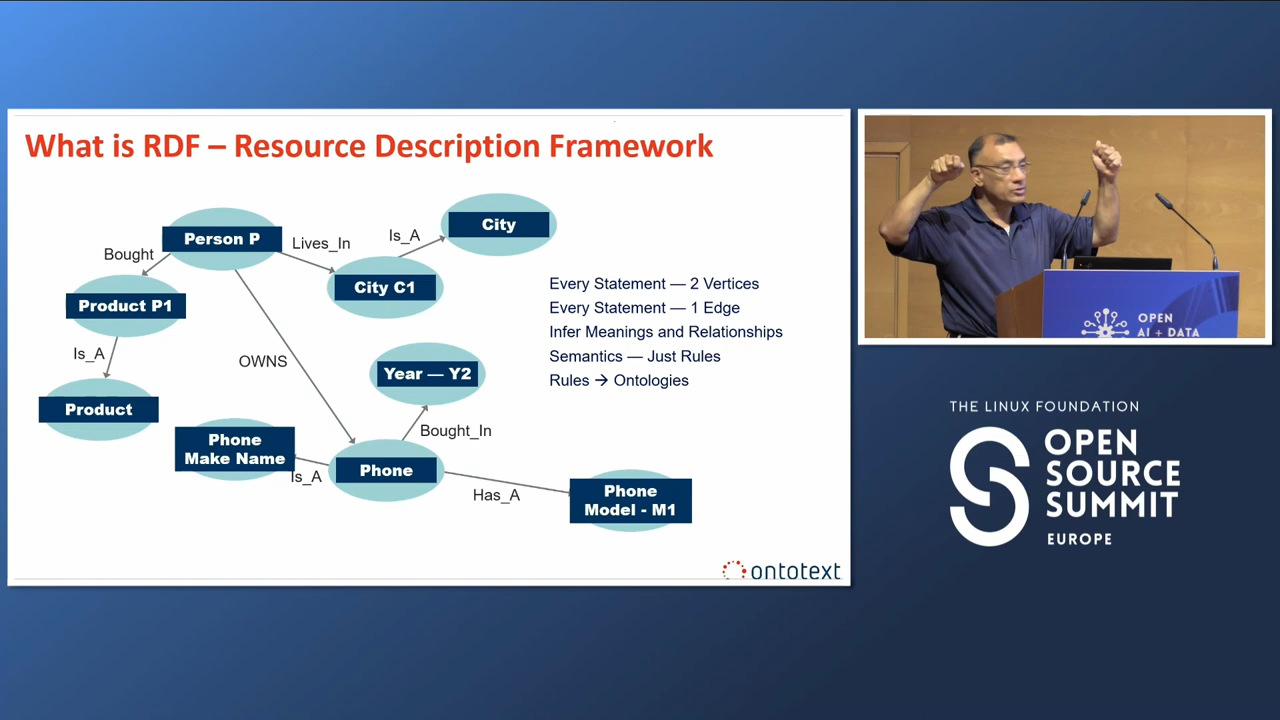 What is RDF – Resource Description Framework
Person P
City
Lives_In
Is_A
Bought
City C1
Product P1
Is_A
Product
OWNS
Year — Y2
Bought_In
Phone
Make Name
Is_A
Phone
Has_A
Phone
Model - M1
Every Statement — 2 Vertices
Every Statement — 1 Edge
Infer Meanings and Relationships
Semantics — Just Rules
Rules → Ontologies
ontotext
OPEN
AI + DATA
THE LINUX FOUNDATION
OPEN
SOURCE
SUMMIT
EUROPE